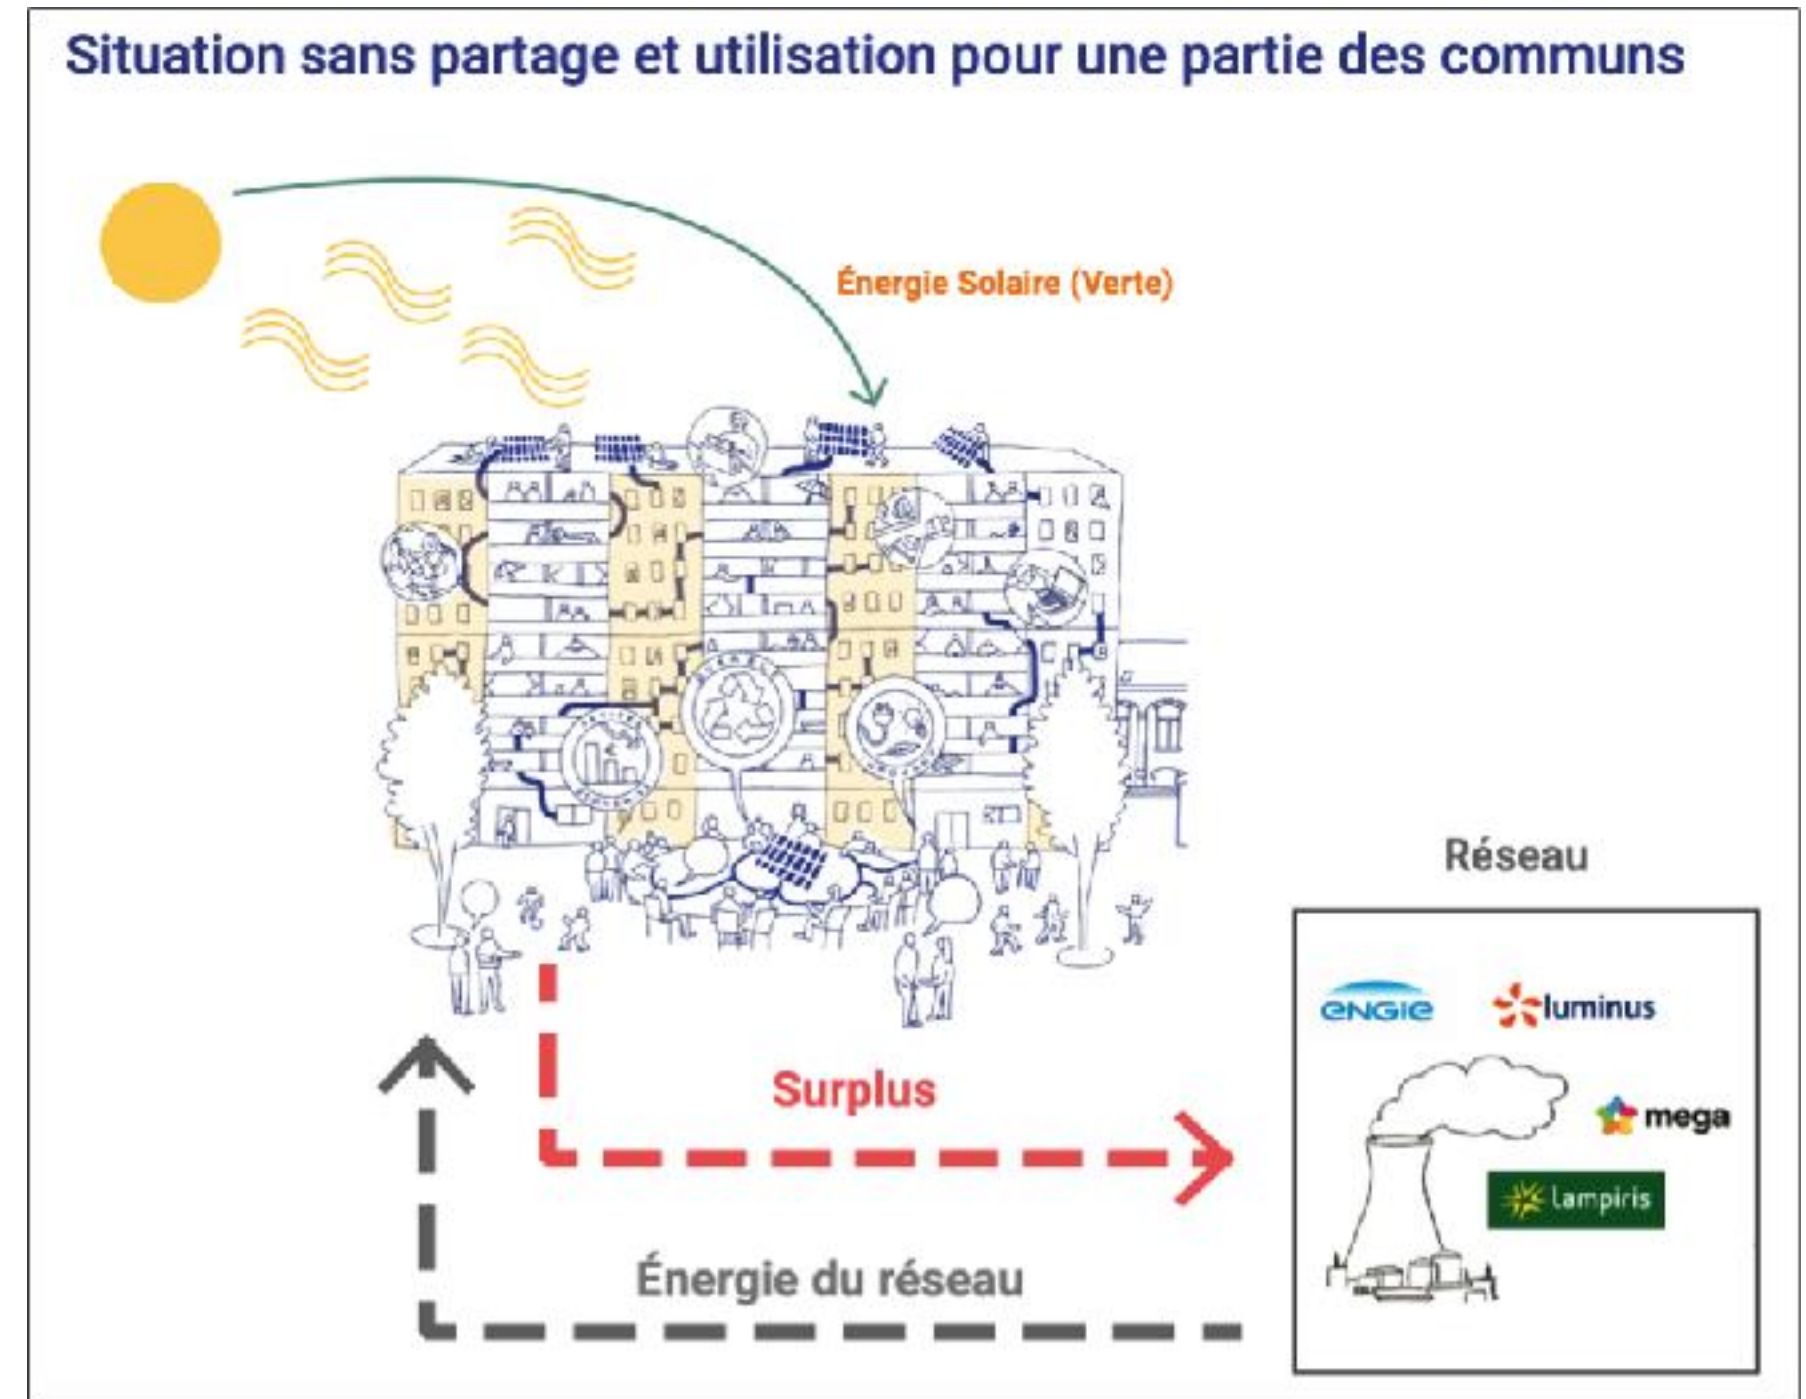 Situation sans partage et utilisation pour une partie des communs
Énergie Solaire (Verte)
Réseau
ENGIE
luminus
Surplus
mega
Lampiris
Énergie du réseau